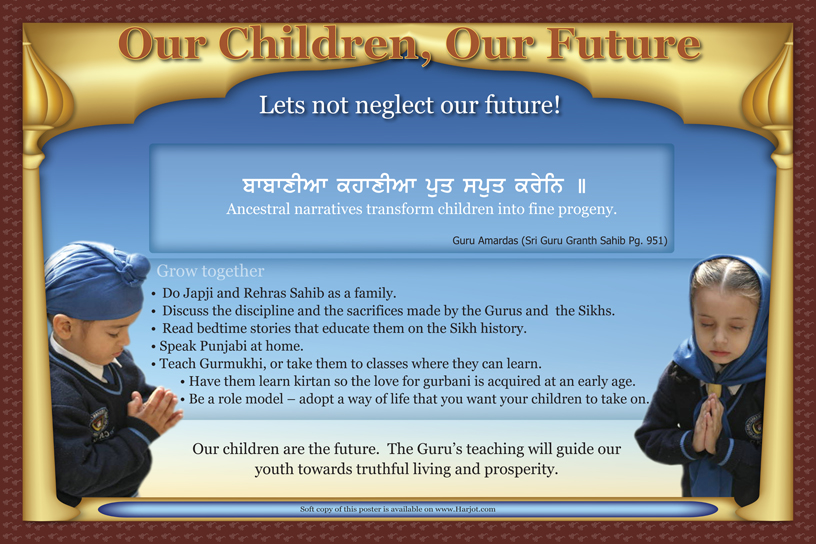 Our Children, Our Future
Lets not neglect our future!
ਬਾਬਾਣੀਆ ਕਹਾਣੀਆ ਪੁਤ ਸਪੁਤ ਕਰੇਨਿ ॥
Ancestral narratives transform children into fine progeny.
Guru Amardas (Sri Guru Granth Sahib Pg. 951)
Grow together
• Do Japji and Rehras Sahib as a family.
• Discuss the discipline and the sacrifices made by the Gurus and the Sikhs.
• Read bedtime stories that educate them on the Sikh history.
• Speak Punjabi at home.
• Teach Gurmukhi, or take them to classes where they can learn.
• Have them learn kirtan so the love for gurbani is acquired at an early age.
• Be a role model – adopt a way of life that you want your children to take on.
Our children are the future. The Guru's teaching will guide our
youth towards truthful living and prosperity.
Soft copy of this poster is available on www.Harjot.com